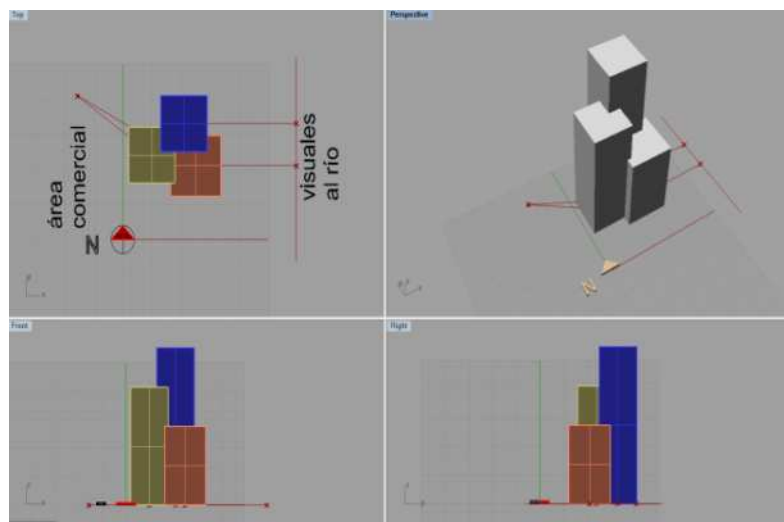 Top
Perspective
área
comercial
visuales
al río
N
N
Front
Right